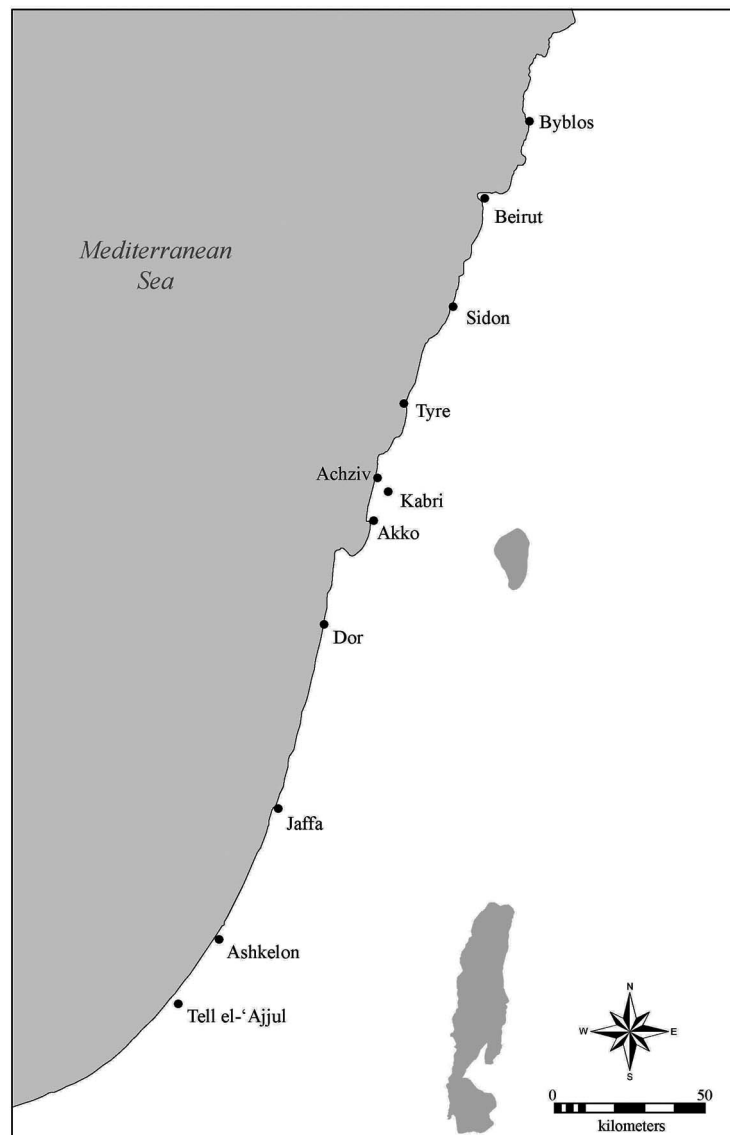 Byblos
Beirut
Mediterranean
Sea
Sidon
Tyre
Achziv
Kabri
Akko
Dor
Jaffa
Ashkelon
Tell el-‘Ajjul
N
W E
S
0 50
kilometers